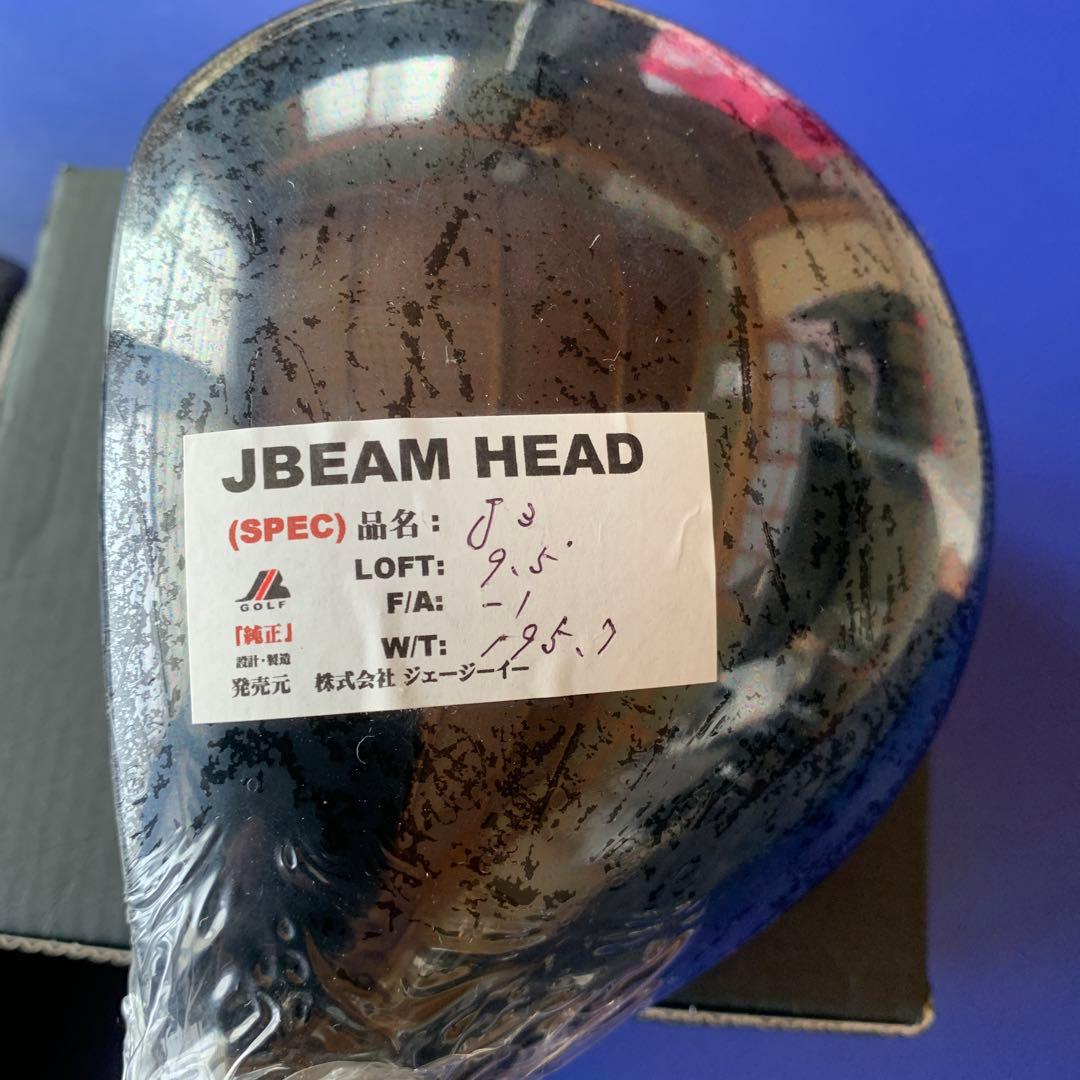 JBEAM HEAD
(SPEC) 品名: J3
LOFT: 9.5°
F/A: -1
GOLF
「純正」
W/T: 195.7
設計・製造
発売元 株式会社 ジェージーイー